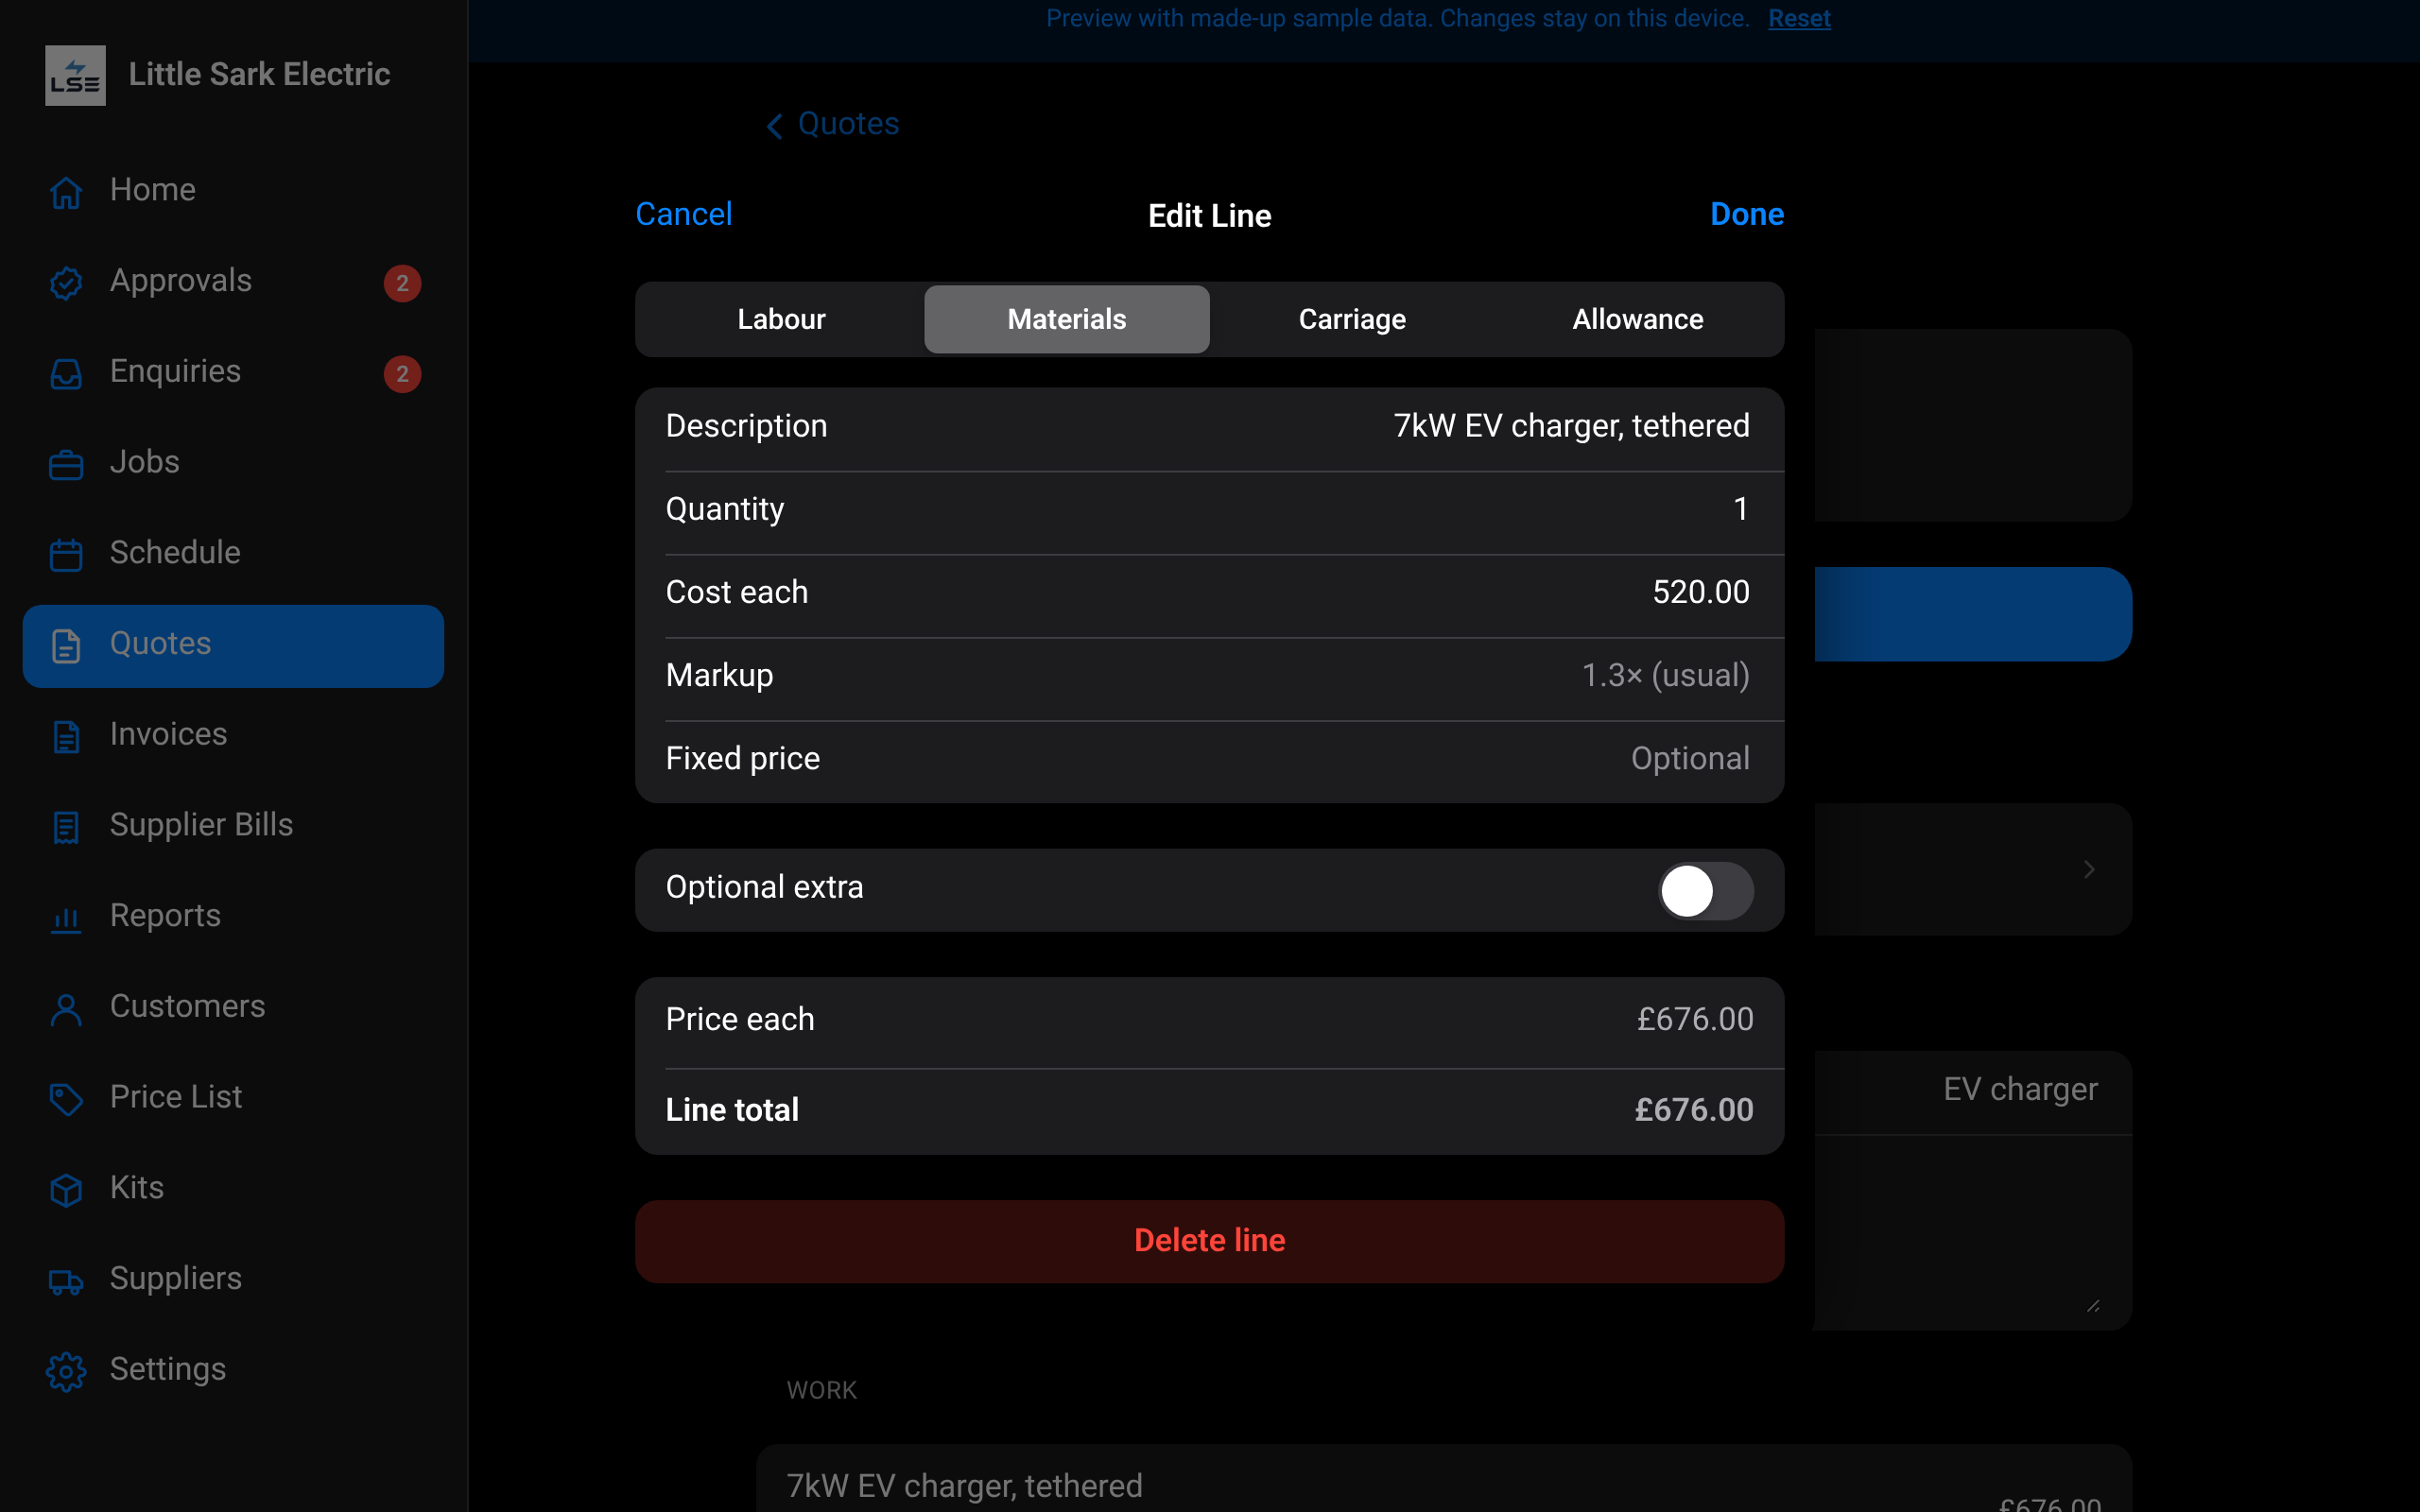 Preview with made-up sample data. Changes stay on this device. Reset
LSE
Little Sark Electric
Home
Approvals 2
Enquiries 2
Jobs
Schedule
Quotes
Invoices
Supplier Bills
Reports
Customers
Price List
Kits
Suppliers
Settings
Quotes
Cancel Edit Line Done
Labour Materials Carriage Allowance
Description 7kW EV charger, tethered
Quantity 1
Cost each 520.00
Markup 1.3× (usual)
Fixed price Optional
Optional extra
Price each £676.00
Line total £676.00
Delete line
EV charger
WORK
7kW EV charger, tethered
£676.00